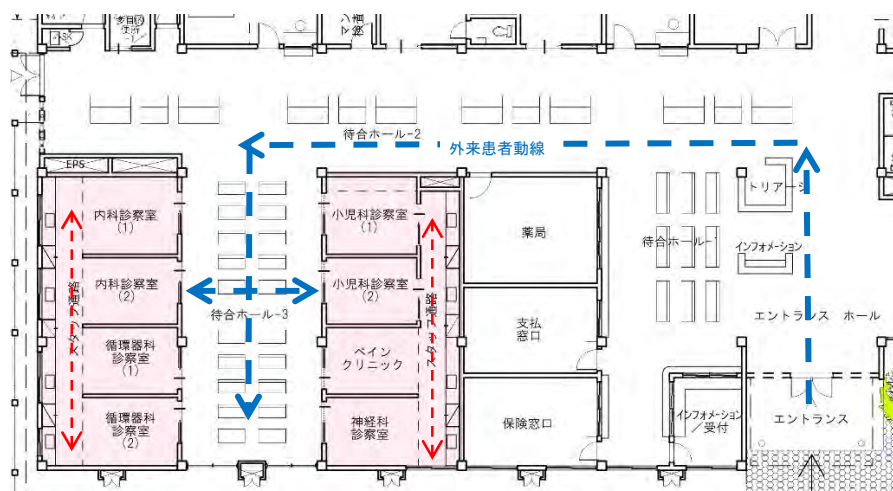 待合ホール-2
外来患者動線
EPS
トリアージ
内科診察室
(1)
小児科診察室
(1)
薬局
待合ホール-1
インフォメーション
内科診察室
(2)
小児科診察室
(2)
スタッフ通路
スタッフ通路
待合ホール-3
支払
窓口
エントランス ホール
循環器科
診察室
(1)
ペイン
クリニック
循環器科
診察室
(2)
神経科
診察室
保険窓口
インフォメーション
/受付
エントランス